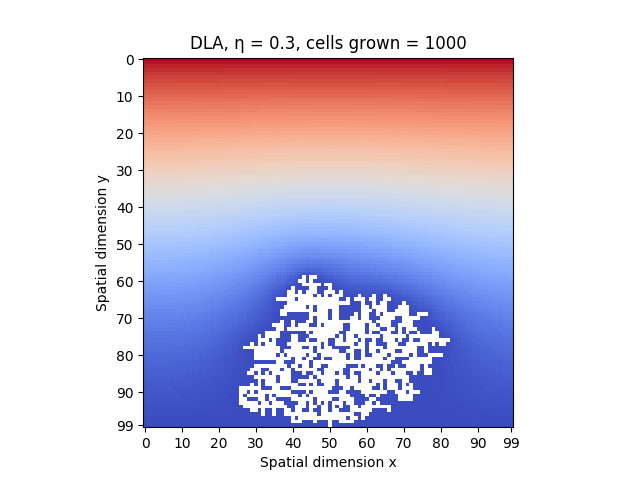 DLA, η = 0.3, cells grown = 1000
0
10
20
30
40
50
60
70
80
90
99
Spatial dimension y
0 10 20 30 40 50 60 70 80 90 99
Spatial dimension x